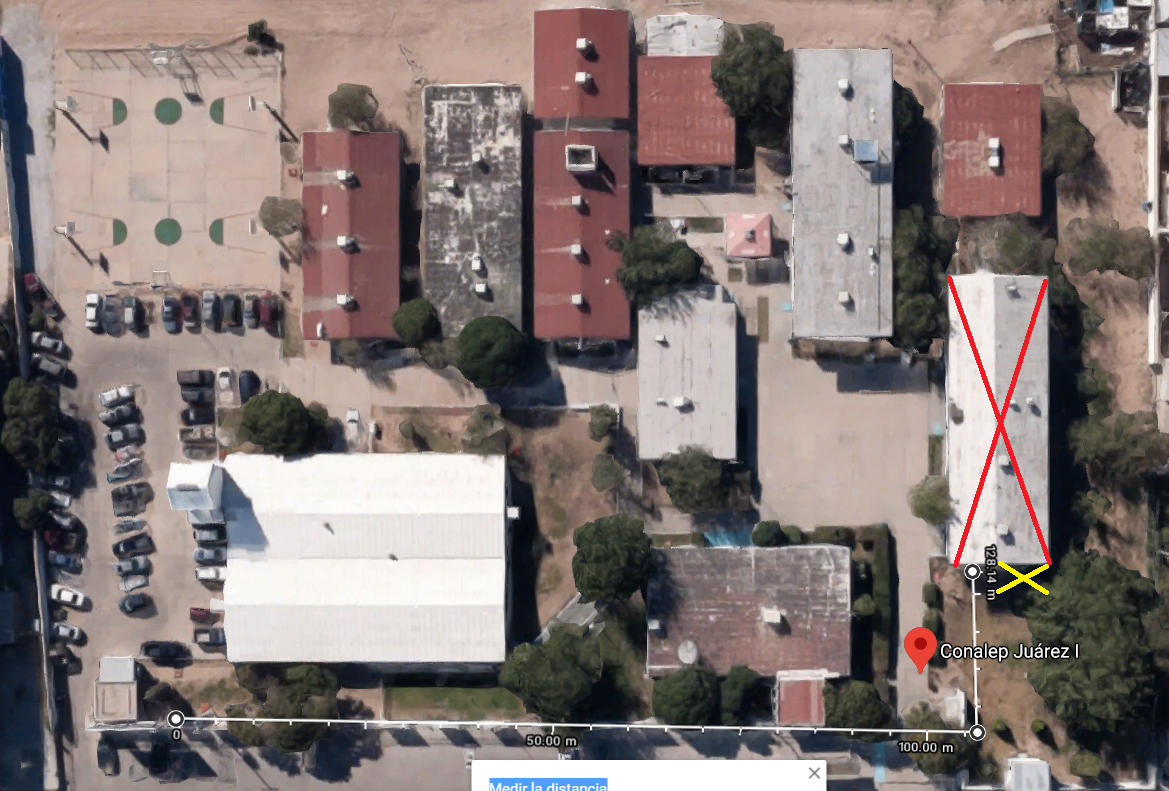 128.14 m
Conalep Juárez I
0
50.00 m
100.00 m
Medir la distancia